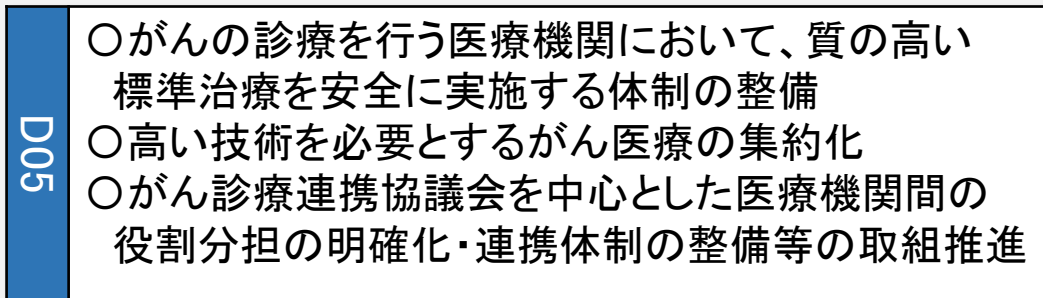 D05
〇がんの診療を行う医療機関において、質の高い
標準治療を安全に実施する体制の整備
〇高い技術を必要とするがん医療の集約化
〇がん診療連携協議会を中心とした医療機関間の
役割分担の明確化・連携体制の整備等の取組推進